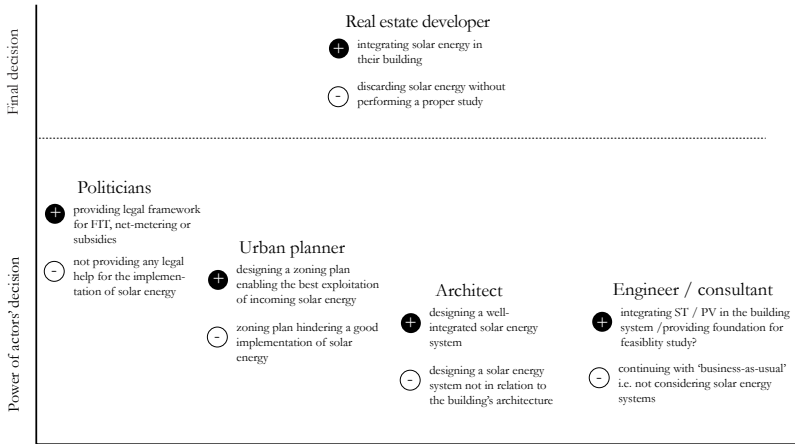 Final decision
Real estate developer
+ integrating solar energy in
their building
- discarding solar energy without
performing a proper study
Power of actors' decision
Politicians
+ providing legal framework
for FIT, net-metering or
subsidies
- not providing any legal
help for the implemen-
tation of solar energy
Urban planner
+ designing a zoning plan
enabling the best exploitation
of incoming solar energy
- zoning plan hindering a good
implementation of solar
energy
Architect
+ designing a well-
integrated solar energy
system
- designing a solar energy
system not in relation to
the building's architecture
Engineer / consultant
+ integrating ST / PV in the building
system /providing foundation for
feasiblity study?
- continuing with 'business-as-usual'
i.e. not considering solar energy
systems